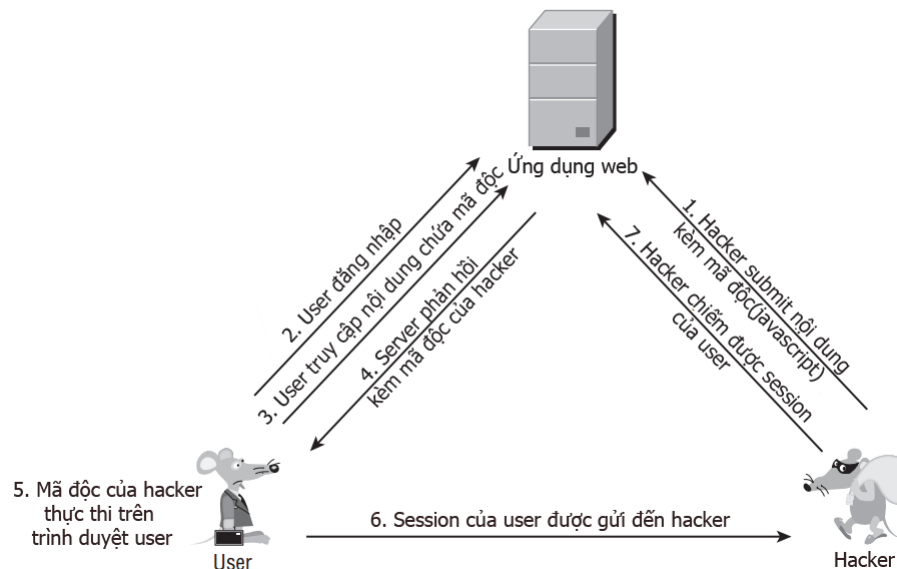 Ứng dụng web
1. Hacker submit nội dung
kèm mã độc(javascript)
2. User đăng nhập
3. User truy cập nội dung chứa mã độc
4. Server phản hồi
kèm mã độc của hacker
5. Mã độc của hacker
thực thi trên
trình duyệt user
6. Session của user được gửi đến hacker
7. Hacker chiếm được session
của user
User
Hacker